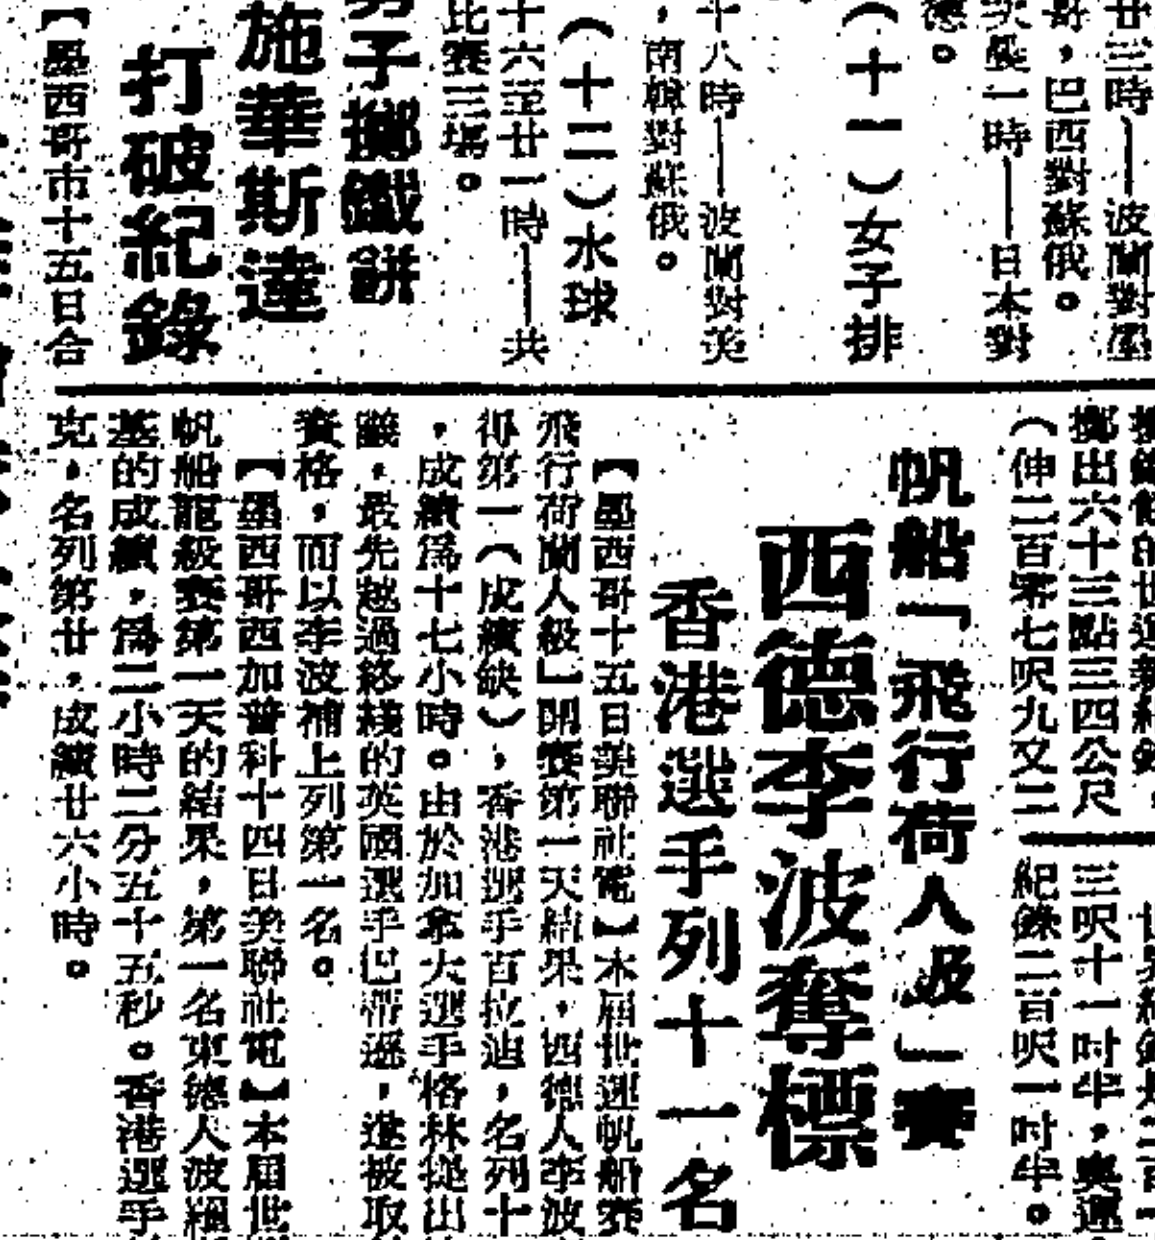 廿三時——波蘭對墨
哥，巴西對蘇俄。
一時——日本對
德。
（十一）女子排
十八時——波蘭對美
，南韓對蘇俄。
（十二）水球
十六至廿一時——共
比賽三場。
男子擲鐵餅
施華斯達
打破紀錄
【墨西哥市十五日合
擲出六十三點三四公尺
（伸二百零七呎九又二
三呎十一吋半，奧運
紀錄二百呎一吋半。
帆船「飛行荷人級」賽
西德李波奪標
香港選手列十一名
【墨西哥十五日美聯社電】本屆世運帆船賽
飛行荷蘭人級」開賽第一天結果，西德人李波
得第一（成績缺），香港選手百拉迪，名列十
，成績為十七小時。由於加拿大選手格林提出
，最先越過終綫的英國選手巴遜，遂被取
資格，而以李波補上列第一名。
【墨西哥西加普科十四日美聯社電】本屆世
帆船龍級賽第一天的結果，第一名東德人波
基的成績，為二小時二分五十五秒。香港選手
克，名列第廿，成績廿六小時。